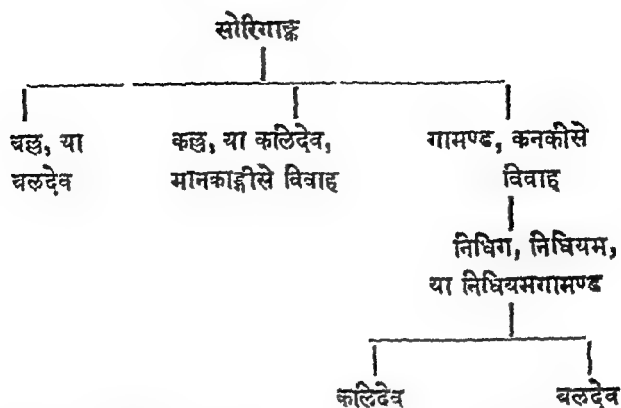 सोरिगाङ्क
बल्ल, या
बलदेव
कल्ल, या कलिदेव,
मानकाङ्गीसे विवाह
गामण्ड, कनकीसे
विवाह
निधिग, निधियम,
या निधियमगामण्ड
कलिदेव
बलदेव